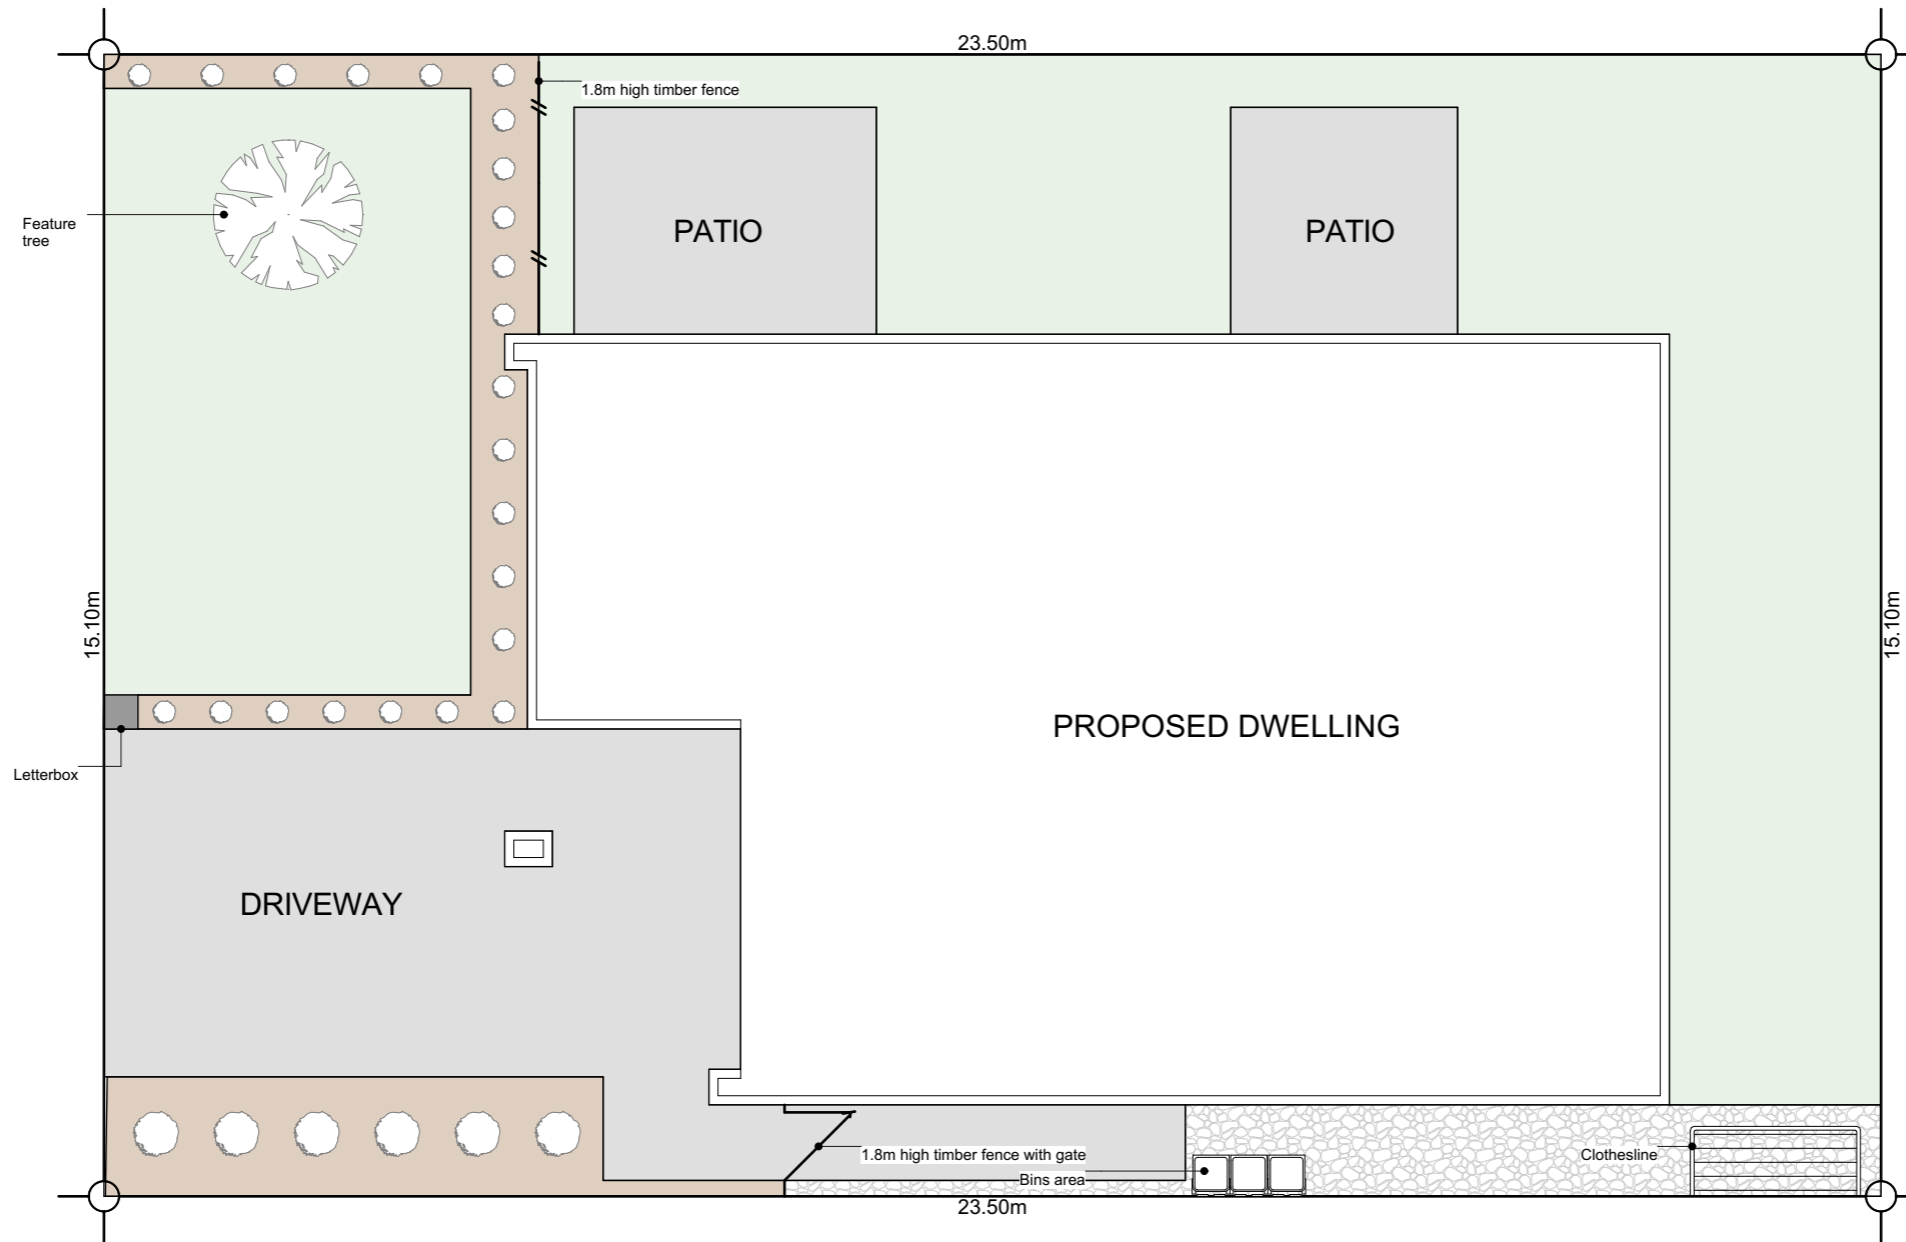 23.50m
1.8m high timber fence
Feature
tree
PATIO
PATIO
15.10m
15.10m
PROPOSED DWELLING
Letterbox
DRIVEWAY
1.8m high timber fence with gate
Clothesline
Bins area
23.50m